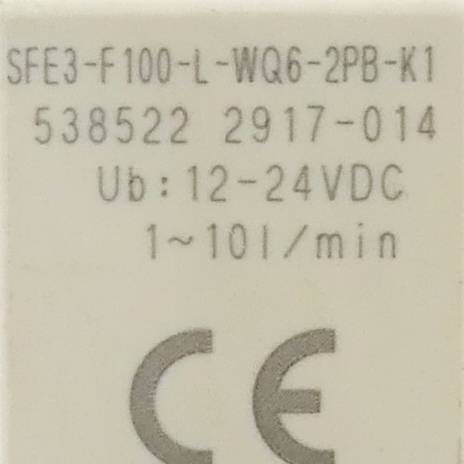 SFE3-F100-L-WQ6-2PB-K1
538522 2917-014
Ub:12-24VDC
1~10l/min
CE